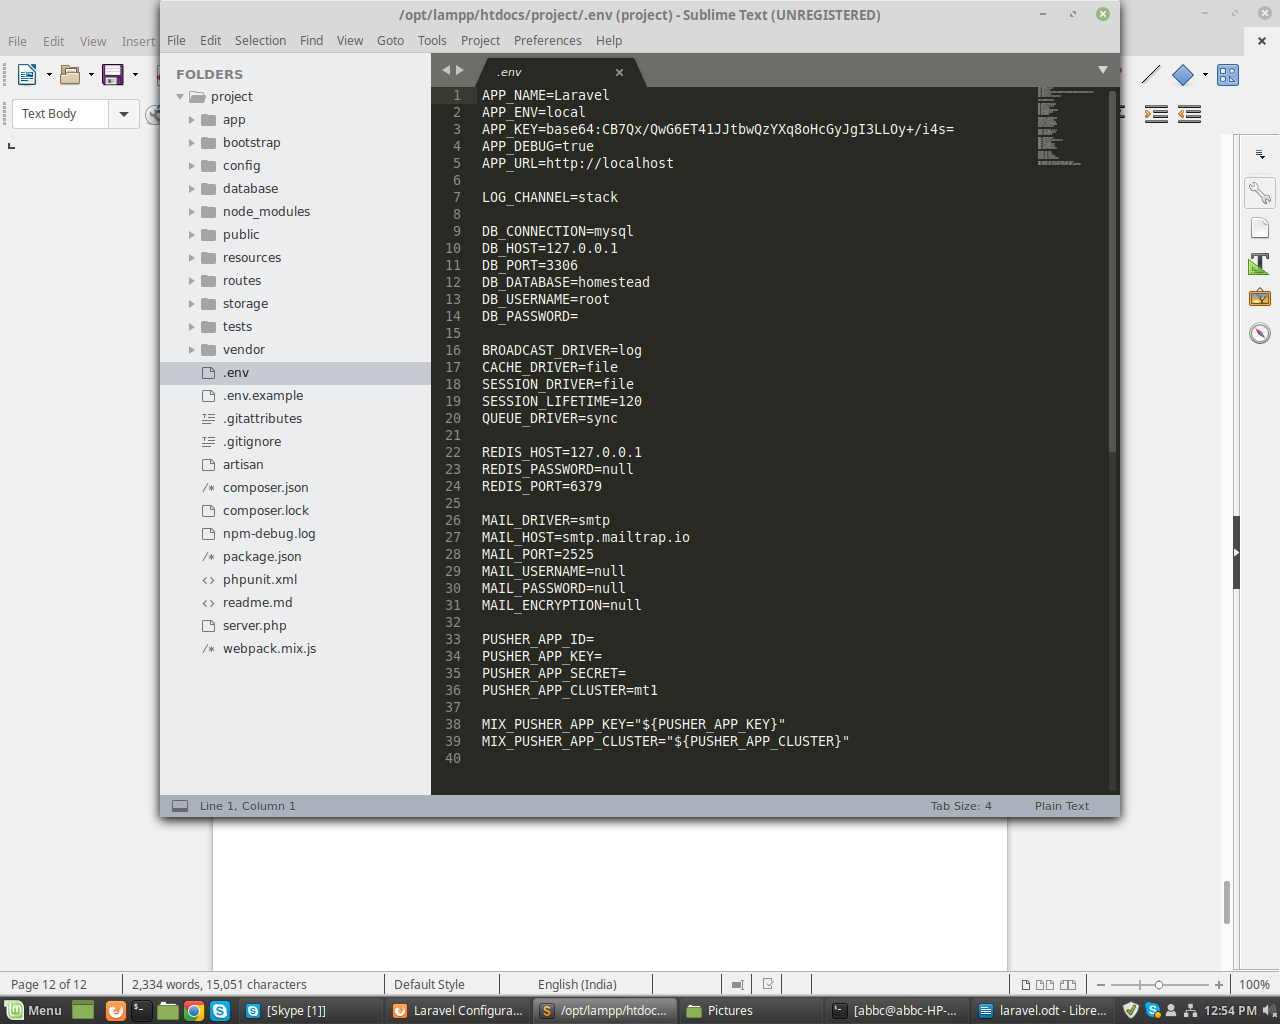 /opt/lampp/htdocs/project/.env (project) - Sublime Text (UNREGISTERED)
File Edit View Insert
File Edit Selection Find View Goto Tools Project Preferences Help
Text Body
FOLDERS
project
app
bootstrap
config
database
node_modules
public
resources
routes
storage
tests
vendor
.env
.env.example
.gitattributes
.gitignore
artisan
composer.json
composer.lock
npm-debug.log
package.json
phpunit.xml
readme.md
server.php
webpack.mix.js
.env
1 APP_NAME=Laravel
2 APP_ENV=local
3 APP_KEY=base64:CB7Qx/QwG6ET41JJtbwQzYXq8oHcGyJgI3LLOy+/i4s=
4 APP_DEBUG=true
5 APP_URL=http://localhost
6
7 LOG_CHANNEL=stack
8
9 DB_CONNECTION=mysql
10 DB_HOST=127.0.0.1
11 DB_PORT=3306
12 DB_DATABASE=homestead
13 DB_USERNAME=root
14 DB_PASSWORD=
15
16 BROADCAST_DRIVER=log
17 CACHE_DRIVER=file
18 SESSION_DRIVER=file
19 SESSION_LIFETIME=120
20 QUEUE_DRIVER=sync
21
22 REDIS_HOST=127.0.0.1
23 REDIS_PASSWORD=null
24 REDIS_PORT=6379
25
26 MAIL_DRIVER=smtp
27 MAIL_HOST=smtp.mailtrap.io
28 MAIL_PORT=2525
29 MAIL_USERNAME=null
30 MAIL_PASSWORD=null
31 MAIL_ENCRYPTION=null
32
33 PUSHER_APP_ID=
34 PUSHER_APP_KEY=
35 PUSHER_APP_SECRET=
36 PUSHER_APP_CLUSTER=mt1
37
38 MIX_PUSHER_APP_KEY="${PUSHER_APP_KEY}"
39 MIX_PUSHER_APP_CLUSTER="${PUSHER_APP_CLUSTER}"
40
Line 1, Column 1 Tab Size: 4 Plain Text
Page 12 of 12 2,334 words, 15,051 characters Default Style English (India) 100%
Menu [Skype [1]] Laravel Configura... /opt/lampp/htdoc... Pictures [abbc@abbc-HP-... laravel.odt - Libre... 12:54 PM